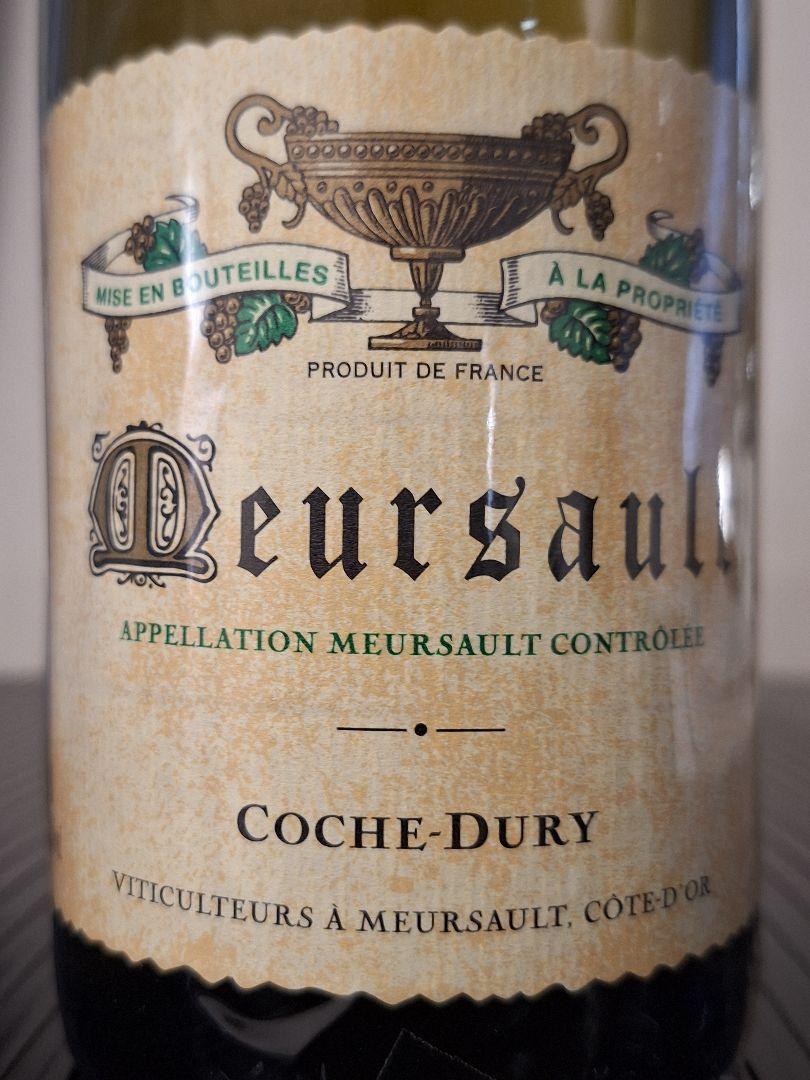 MISE EN BOUTEILLES À LA PROPRIÉTÉ
PRODUIT DE FRANCE
Meursault
APPELLATION MEURSAULT CONTRÔLÉE
COCHE-DURY
VITICULTEURS À MEURSAULT, CÔTE-D'OR